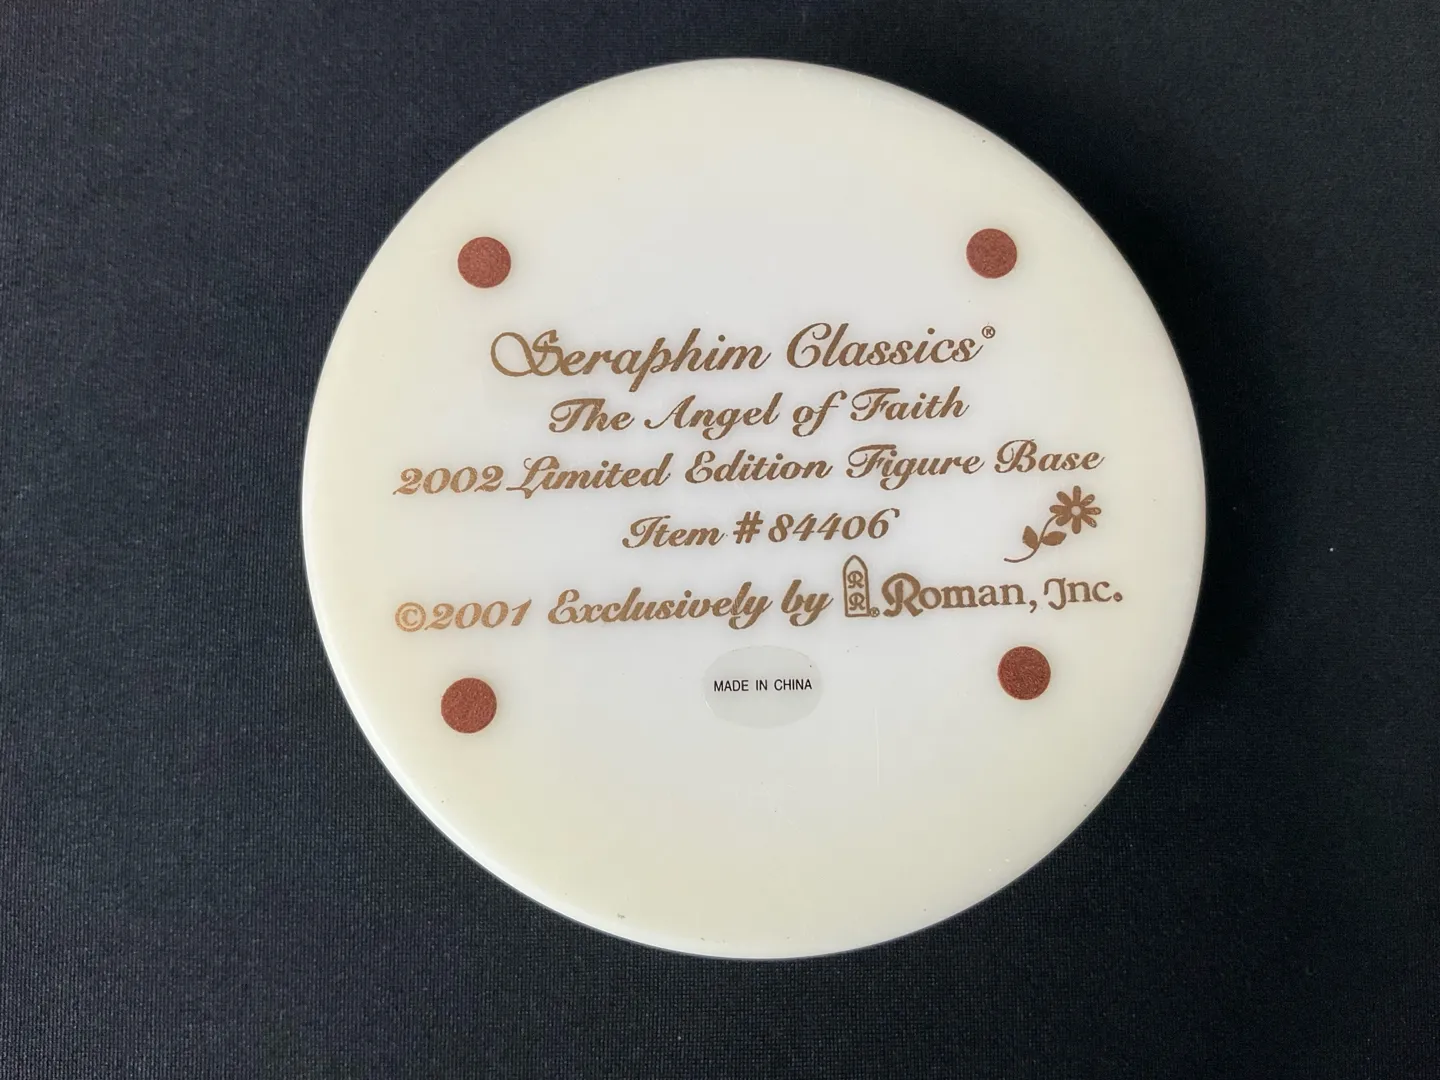 Seraphim Classics®
The Angel of Faith
2002 Limited Edition Figure Base
Item # 84406
©2001 Exclusively by RR® Roman, Inc.
MADE IN CHINA